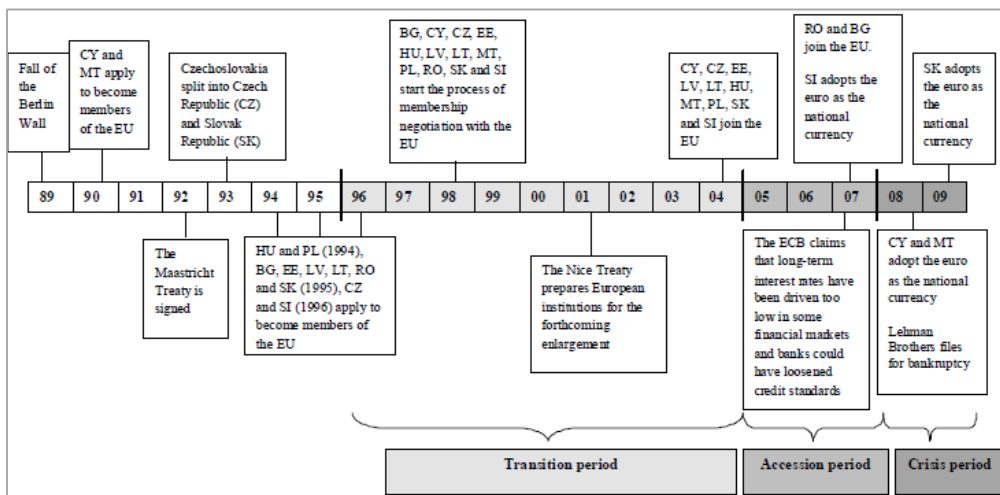 Fall of
the
Berlin
Wall
CY and
MT apply
to become
members
of the EU
Czechoslovakia
split into Czech
Republic (CZ)
and Slovak
Republic (SK)
BG, CY, CZ, EE,
HU, LV, LT, MT,
PL, RO, SK and SI
start the process of
membership
negotiation with the
EU
CY, CZ, EE,
LV, LT, HU,
MT, PL, SK
and SI join the
EU
RO and BG
join the EU.
SI adopts the
euro as the
national
currency
SK adopts
the euro as
the
national
currency
89 90 91 92 93 94 95 96 97 98 99 00 01 02 03 04 05 06 07 08 09
The
Maastricht
Treaty is
signed
HU and PL (1994),
BG, EE, LV, LT, RO
and SK (1995), CZ
and SI (1996) apply to
become members of
the EU
The Nice Treaty
prepares European
institutions for the
forthcoming
enlargement
The ECB claims
that long-term
interest rates have
been driven too
low in some
financial markets
and banks could
have loosened
credit standards
CY and MT
adopt the euro
as the national
currency
Lehman
Brothers files
for bankruptcy
Transition period
Accession period
Crisis period